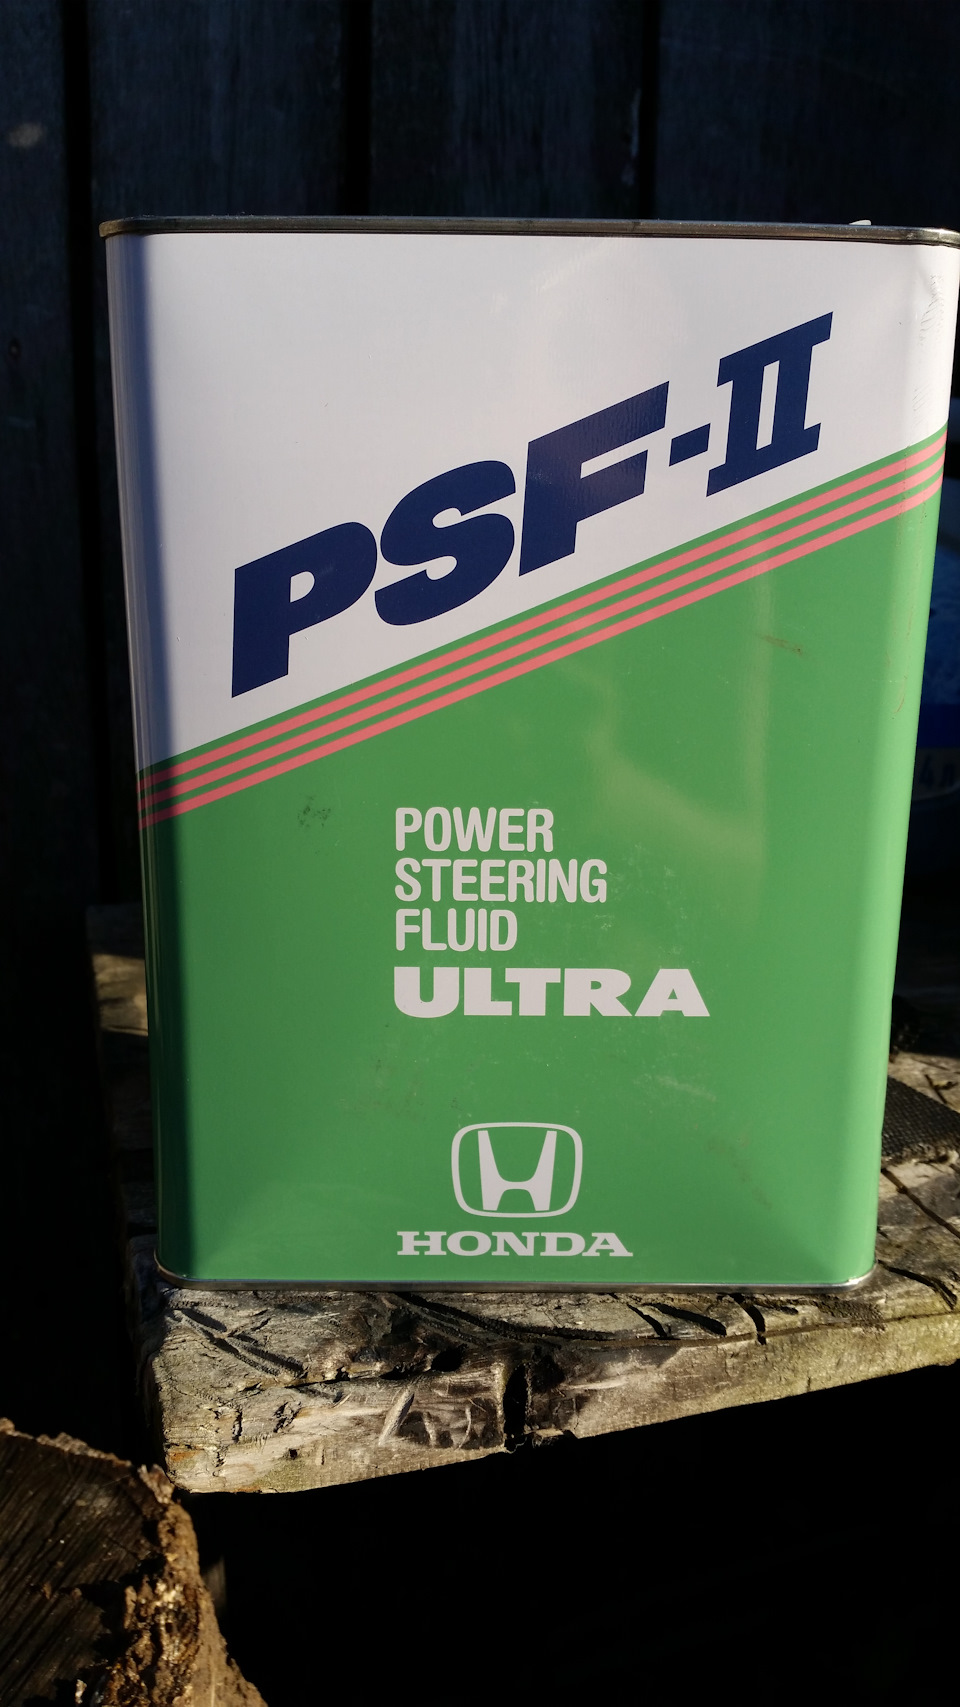 PSF-II
POWER
STEERING
FLUID
ULTRA
HONDA